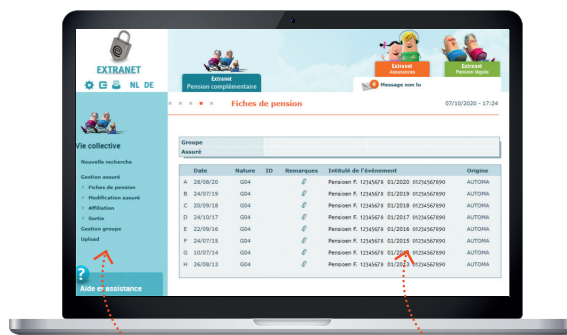 EXTRANET
NL DE
Extranet
Pension complémentaire
Extranet
Assurances
Extranet
Pension légale
0 Message non lu
Fiches de pension
07/10/2020 - 17:24
Vie collective
Nouvelle recherche
Gestion assuré
Fiches de pension
Modification assuré
Affiliation
Sortie
Gestion groupe
Upload
Aide et assistance
Groupe
Assuré
Date Nature ID Remarques Intitulé de l'évènement Origine
A 28/08/20 G04 Pensioen F. 12345678 01/2020 01234567890 AUTOMA
B 24/07/19 G04 Pensioen F. 12345678 01/2019 01234567890 AUTOMA
C 20/09/18 G04 Pensioen F. 12345678 01/2018 01234567890 AUTOMA
D 24/10/17 G04 Pensioen F. 12345678 01/2017 01234567890 AUTOMA
E 22/09/16 G04 Pensioen F. 12345678 01/2016 01234567890 AUTOMA
F 24/07/15 G04 Pensioen F. 12345678 01/2015 01234567890 AUTOMA
G 10/07/14 G04 Pensioen F. 12345678 01/2014 01234567890 AUTOMA
H 26/08/13 G04 Pensioen F. 12345678 01/2013 01234567890 AUTOMA